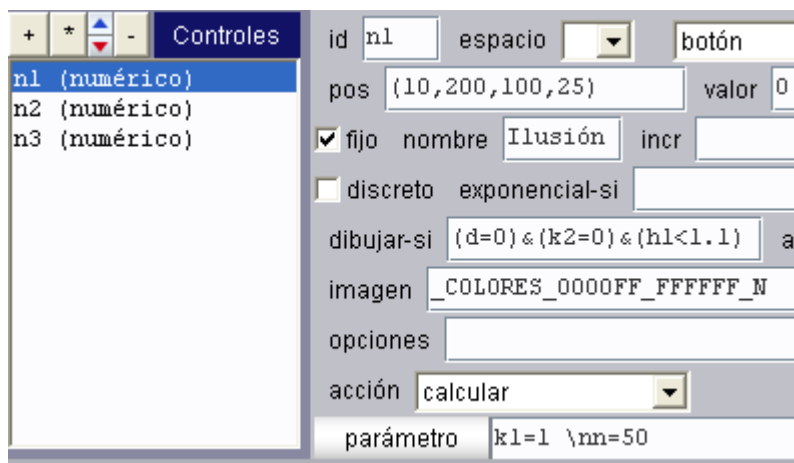 + * - Controles
n1 (numérico)
n2 (numérico)
n3 (numérico)
id n1 espacio botón
pos (10,200,100,25) valor 0
fijo nombre Ilusión incr
discreto exponencial-si
dibujar-si (d=0)&(k2=0)&(h1<1.1) a
imagen _COLORES_0000FF_FFFFFF_N
opciones
acción calcular
parámetro k1=1 \nn=50